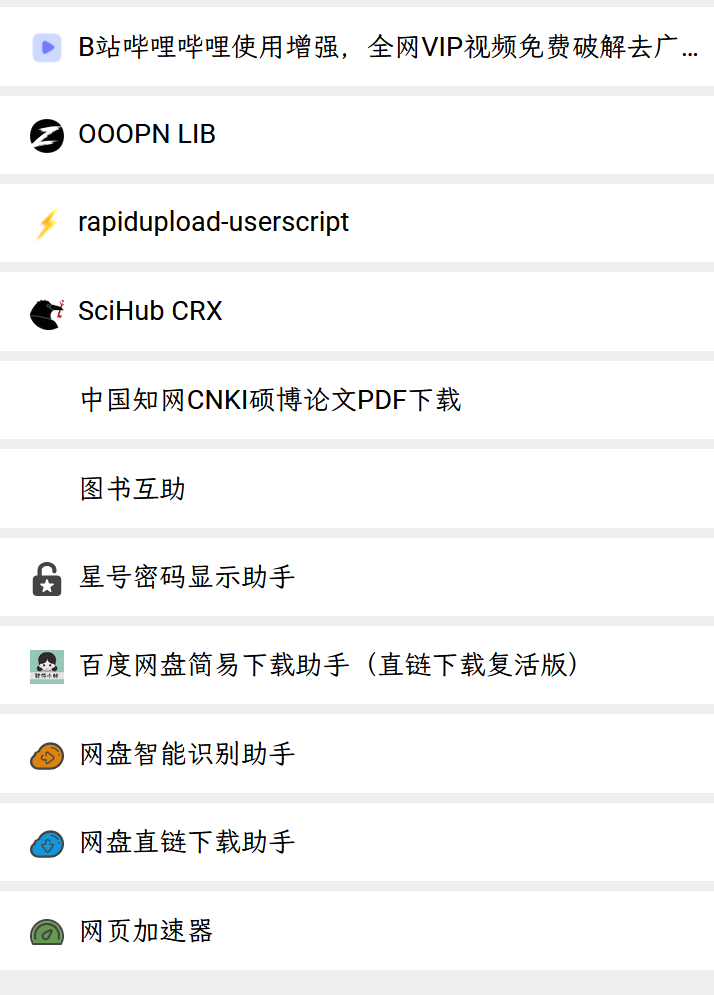 B站哔哩哔哩使用增强，全网VIP视频免费破解去广...
OOOPN LIB
rapidupload-userscript
SciHub CRX
中国知网CNKI硕博论文PDF下载
图书互助
星号密码显示助手
百度网盘简易下载助手（直链下载复活版）
网盘智能识别助手
网盘直链下载助手
网页加速器